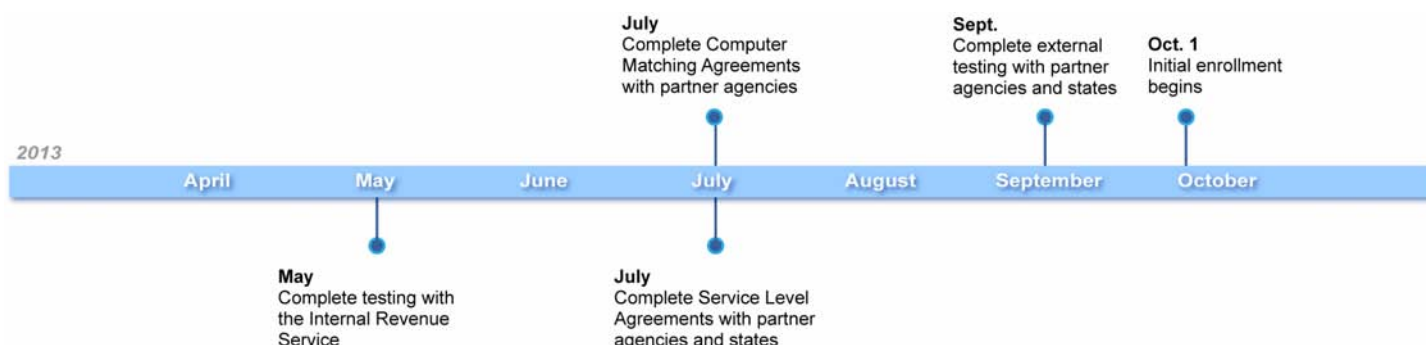 July
Complete Computer
Matching Agreements
with partner agencies
Sept.
Complete external
testing with partner
agencies and states
Oct. 1
Initial enrollment
begins
2013
April May June July August September October
May
Complete testing with
the Internal Revenue
Service
July
Complete Service Level
Agreements with partner
agencies and states